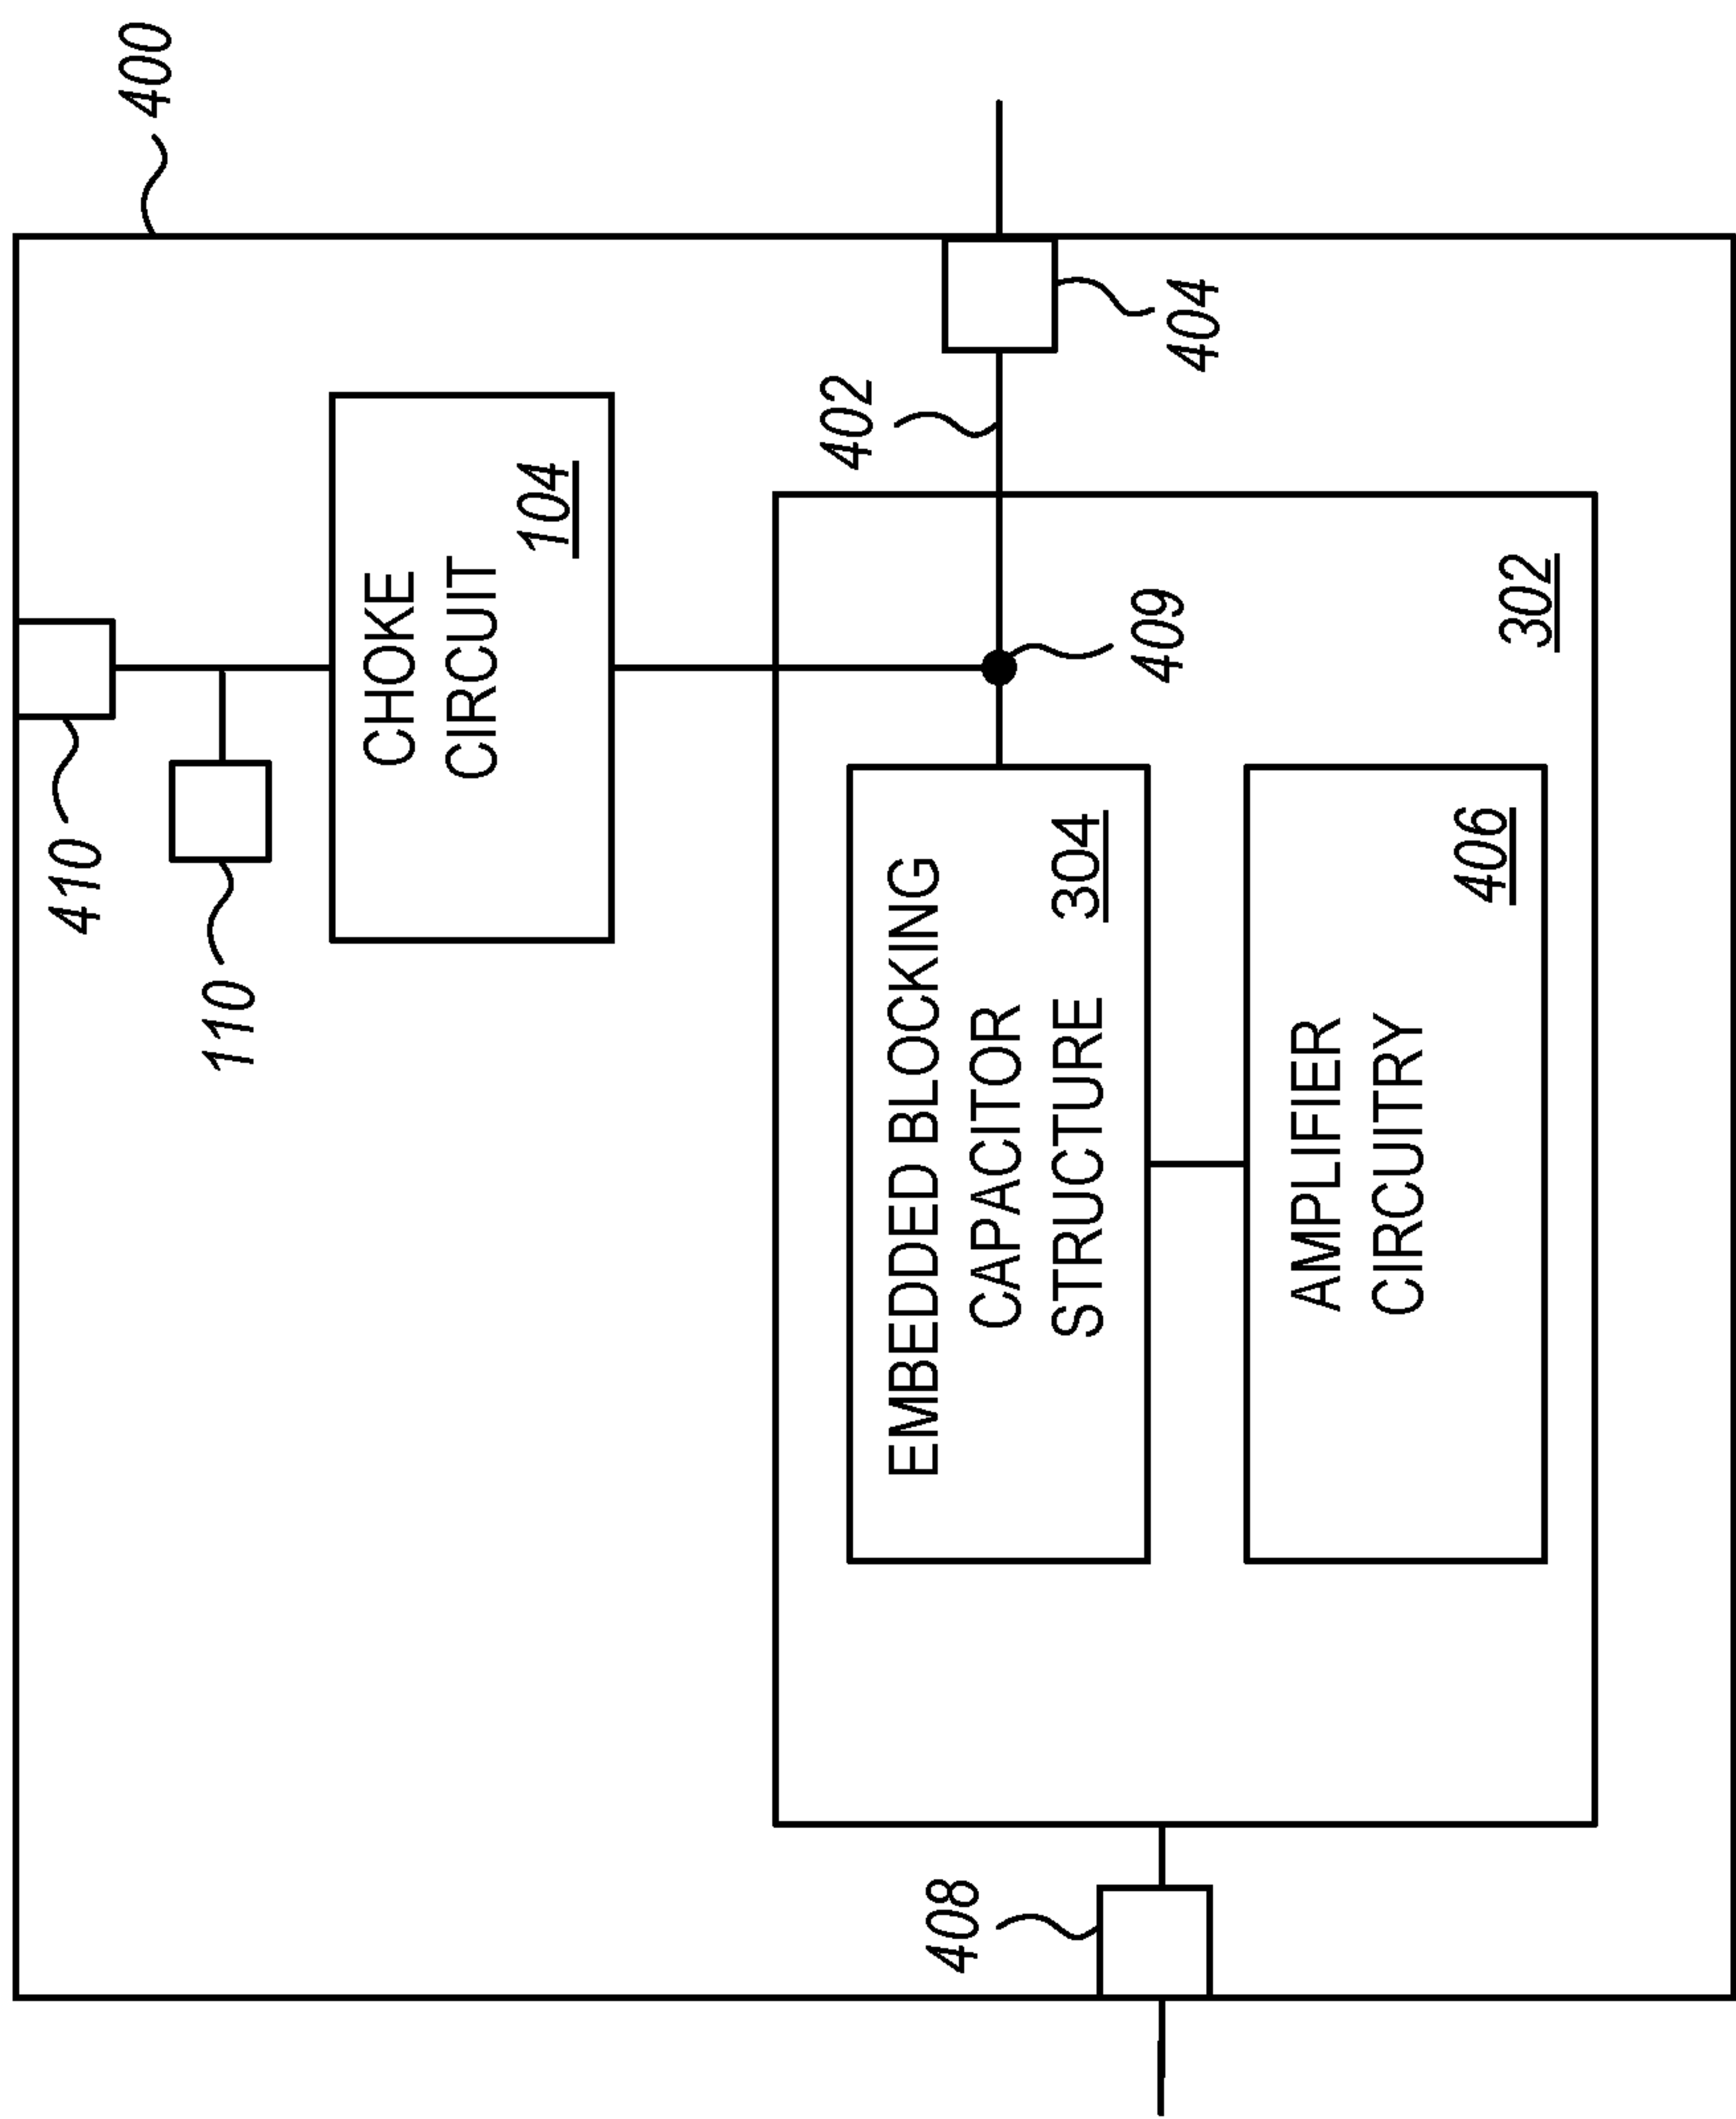 400
410
110
CHOKE
CIRCUIT
104
402
404
409
EMBEDDED BLOCKING
CAPACITOR
STRUCTURE 304
AMPLIFIER
CIRCUITRY
406
302
408